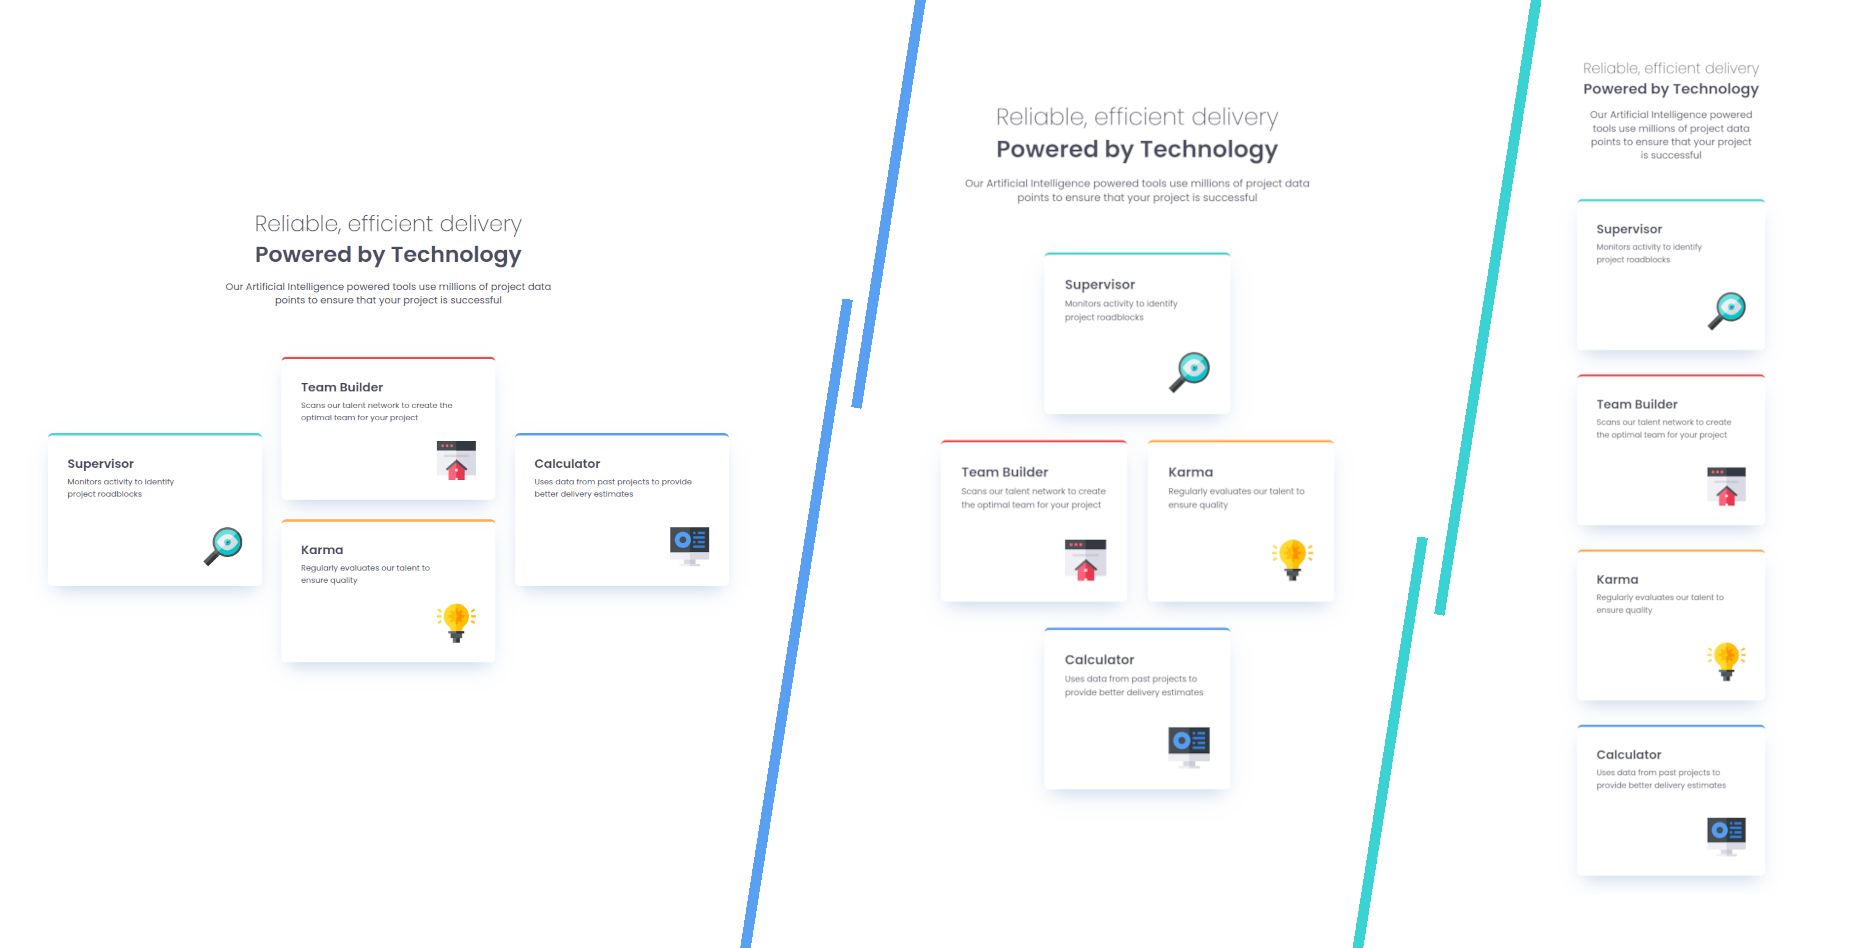 Reliable, efficient delivery
Powered by Technology
Our Artificial Intelligence powered tools use millions of project data
points to ensure that your project is successful
Team Builder
Scans our talent network to create the
optimal team for your project
Supervisor
Monitors activity to identify
project roadblocks
Calculator
Uses data from past projects to provide
better delivery estimates
Karma
Regularly evaluates our talent to
ensure quality
Reliable, efficient delivery
Powered by Technology
Our Artificial Intelligence powered tools use millions of project data
points to ensure that your project is successful
Supervisor
Monitors activity to identify
project roadblocks
Team Builder
Scans our talent network to create
the optimal team for your project
Karma
Regularly evaluates our talent to
ensure quality
Calculator
Uses data from past projects to
provide better delivery estimates
Reliable, efficient delivery
Powered by Technology
Our Artificial Intelligence powered
tools use millions of project data
points to ensure that your project
is successful
Supervisor
Monitors activity to identify
project roadblocks
Team Builder
Scans our talent network to create
the optimal team for your project
Karma
Regularly evaluates our talent to
ensure quality
Calculator
Uses data from past projects to
provide better delivery estimates